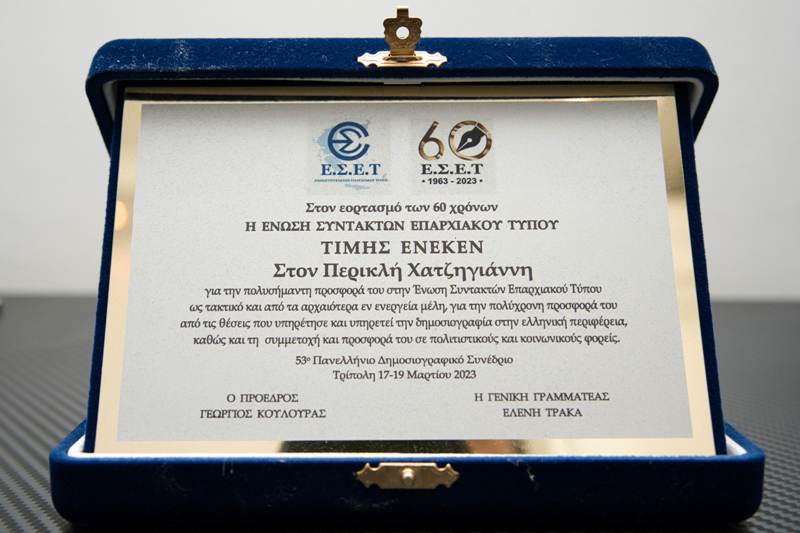 Ε.Σ.Ε.Τ
60
Ε.Σ.Ε.Τ
• 1963 - 2023 •
Στον εορτασμό των 60 χρόνων
Η ΕΝΩΣΗ ΣΥΝΤΑΚΤΩΝ ΕΠΑΡΧΙΑΚΟΥ ΤΥΠΟΥ
ΤΙΜΗΣ ΕΝΕΚΕΝ
Στον Περικλή Χατζηγιάννη
για την πολυσήμαντη προσφορά του στην Ένωση Συντακτών Επαρχιακού Τύπου
ως τακτικό και από τα αρχαιότερα εν ενεργεία μέλη, για την πολύχρονη προσφορά του
από τις θέσεις που υπηρέτησε και υπηρετεί την δημοσιογραφία στην ελληνική περιφέρεια,
καθώς και τη συμμετοχή και προσφορά του σε πολιτιστικούς και κοινωνικούς φορείς.
53º Πανελλήνιο Δημοσιογραφικό Συνέδριο
Τρίπολη 17-19 Μαρτίου 2023
Ο ΠΡΟΕΔΡΟΣ
ΓΕΩΡΓΙΟΣ ΚΟΥΛΟΥΡΑΣ
Η ΓΕΝΙΚΗ ΓΡΑΜΜΑΤΕΑΣ
ΕΛΕΝΗ ΤΡΑΚΑ